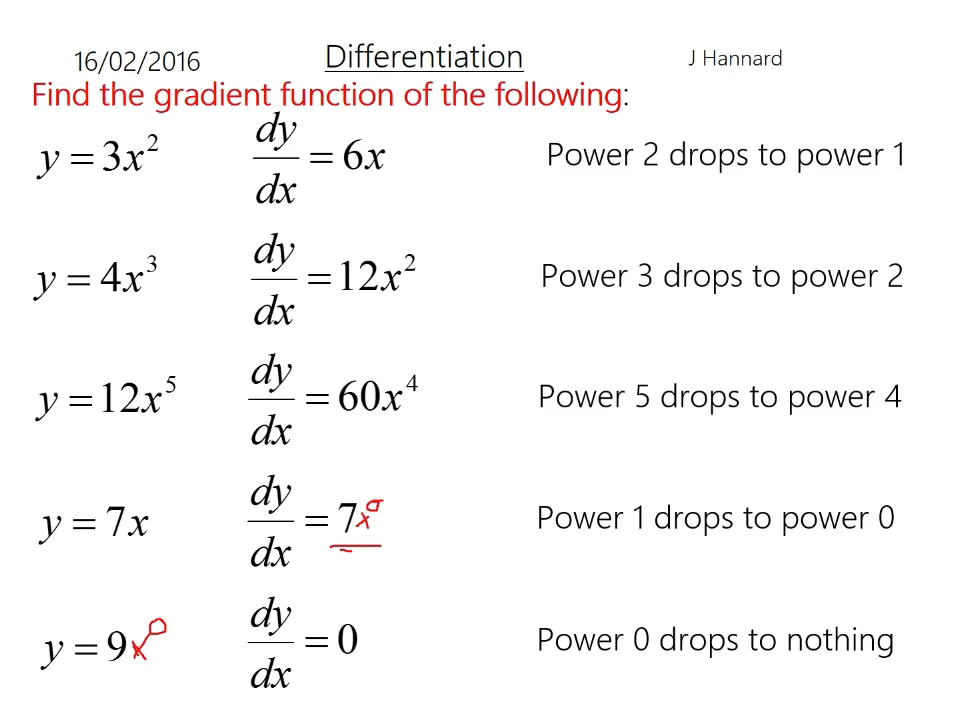 16/02/2016 Differentiation J Hannard
Find the gradient function of the following:
y = 3x² dy/dx = 6x Power 2 drops to power 1
y = 4x³ dy/dx = 12x² Power 3 drops to power 2
y = 12x⁵ dy/dx = 60x⁴ Power 5 drops to power 4
y = 7x dy/dx = 7x⁰ Power 1 drops to power 0
y = 9x⁰ dy/dx = 0 Power 0 drops to nothing